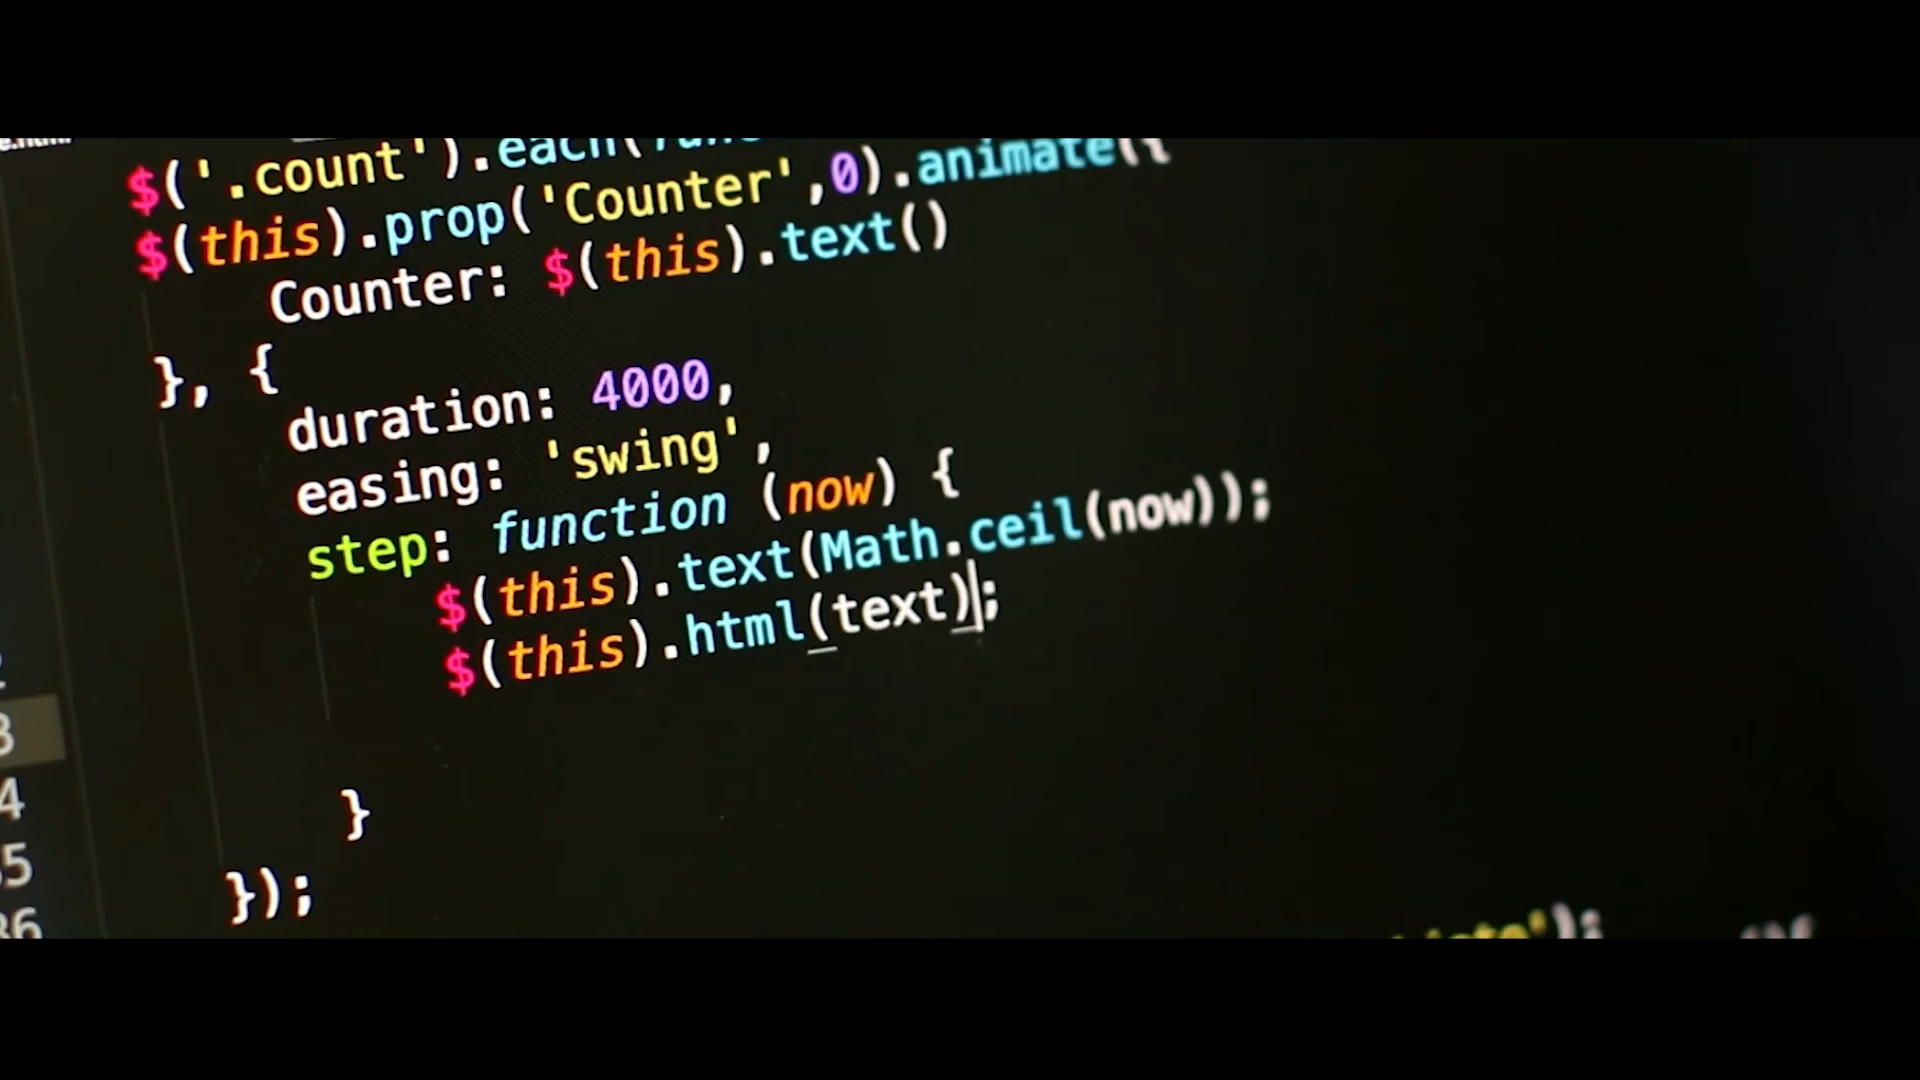 $('.count').each(
$(this).prop('Counter',0).animate({
Counter: $(this).text()
}, {
duration: 4000,
easing: 'swing',
step: function (now) {
$(this).text(Math.ceil(now));
$(this).html(text);
}
});